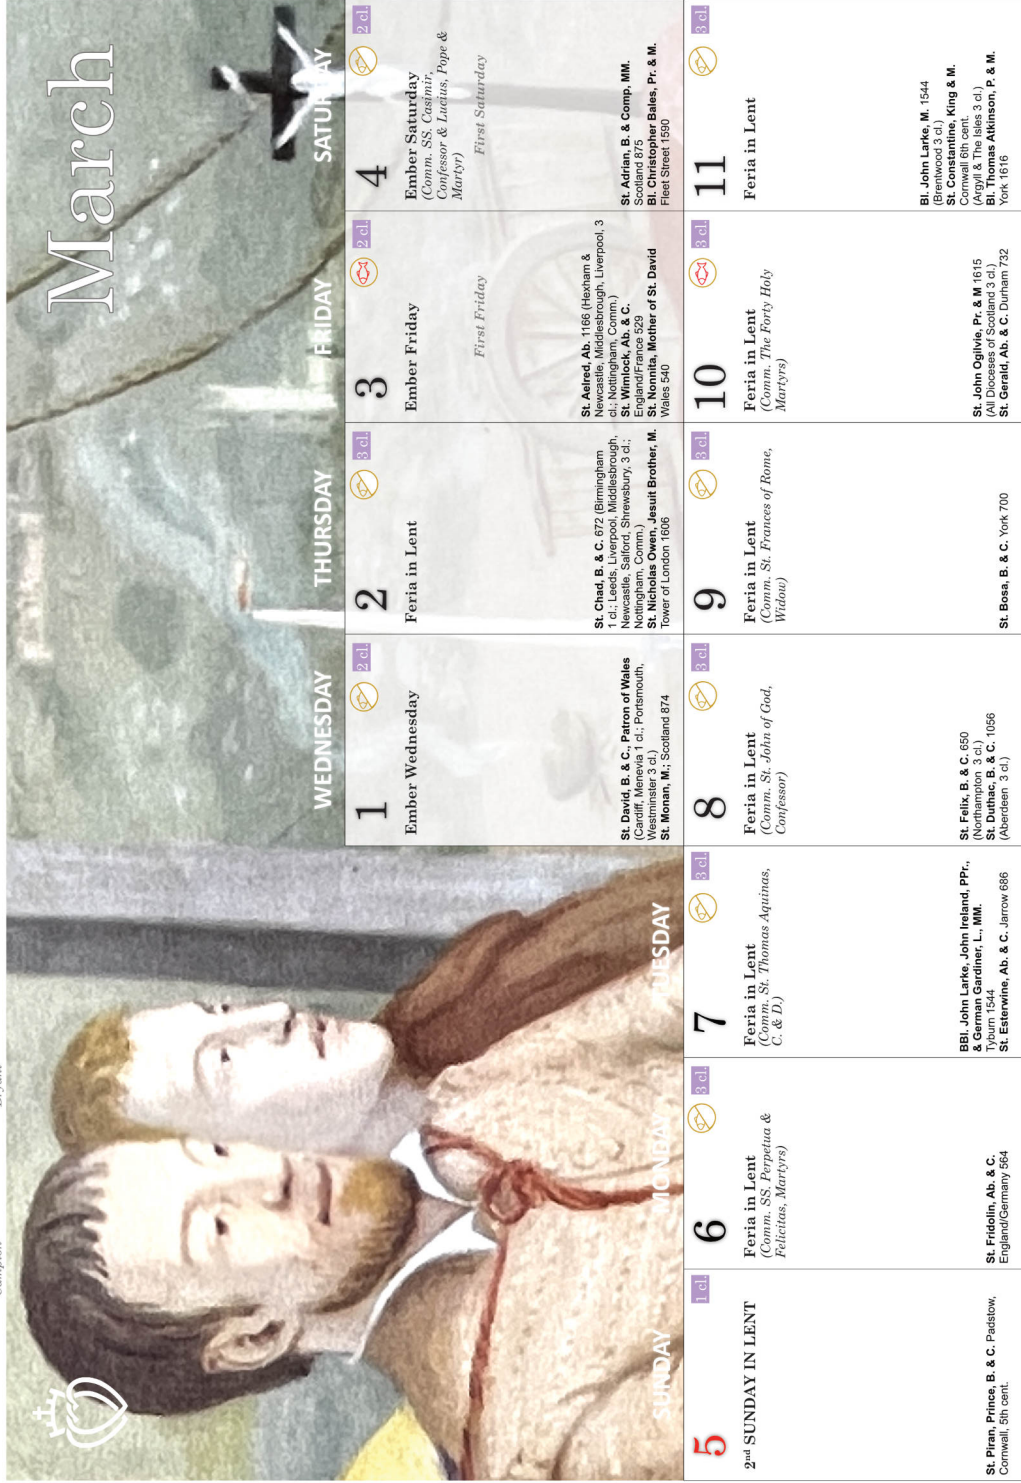 March
SUNDAY
MONDAY
TUESDAY
WEDNESDAY
THURSDAY
FRIDAY
SATURDAY
1
2 cl.
Ember Wednesday
St. David, B. & C., Patron of Wales
(Cardiff, Menevia 1 cl.; Portsmouth,
Westminster 3 cl.)
St. Monan, M.; Scotland 874
2
3 cl.
Feria in Lent
St. Chad, B. & C. 672 (Birmingham
1 cl.; Leeds, Liverpool, Middlesbrough,
Newcastle, Salford, Shrewsbury, 3 cl.;
Nottingham, Comm.)
St. Nicholas Owen, Jesuit Brother, M.
Tower of London 1606
3
2 cl.
Ember Friday
First Friday
St. Aelred, Ab. 1166 (Hexham &
Newcastle, Middlesbrough, Liverpool, 3
cl.; Nottingham, Comm.)
St. Wimlock, Ab. & C.
England/France 529
St. Nonnita, Mother of St. David
Wales 540
4
2 cl.
Ember Saturday
(Comm. SS. Casimir,
Confessor & Lucius, Pope &
Martyr)
First Saturday
St. Adrian, B. & Comp, MM.
Scotland 875
Bl. Christopher Bales, Pr. & M.
Fleet Street 1590
5
1 cl.
2nd SUNDAY IN LENT
St. Piran, Prince, B. & C. Padstow,
Cornwall, 5th cent.
6
3 cl.
Feria in Lent
(Comm. SS. Perpetua &
Felicitas, Martyrs)
St. Fridolin, Ab. & C.
England/Germany 564
7
3 cl.
Feria in Lent
(Comm. St. Thomas Aquinas,
C. & D.)
BBl. John Larke, John Ireland, PPr.,
& German Gardiner, L., MM.
Tyburn 1544
St. Esterwine, Ab. & C. Jarrow 686
8
3 cl.
Feria in Lent
(Comm. St. John of God,
Confessor)
St. Felix, B. & C. 650
(Northampton 3 cl.)
St. Duthac, B. & C. 1056
(Aberdeen 3 cl.)
9
3 cl.
Feria in Lent
(Comm. St. Frances of Rome,
Widow)
St. Bosa, B. & C. York 700
10
3 cl.
Feria in Lent
(Comm. The Forty Holy
Martyrs)
St. John Ogilvie, Pr. & M 1615
(All Dioceses of Scotland 3 cl.)
St. Gerald, Ab. & C. Durham 732
11
3 cl.
Feria in Lent
Bl. John Larke, M. 1544
(Brentwood 3 cl.)
St. Constantine, King & M.
Cornwall 6th cent.
(Argyll & The Isles 3 cl.)
Bl. Thomas Atkinson, P. & M.
York 1616